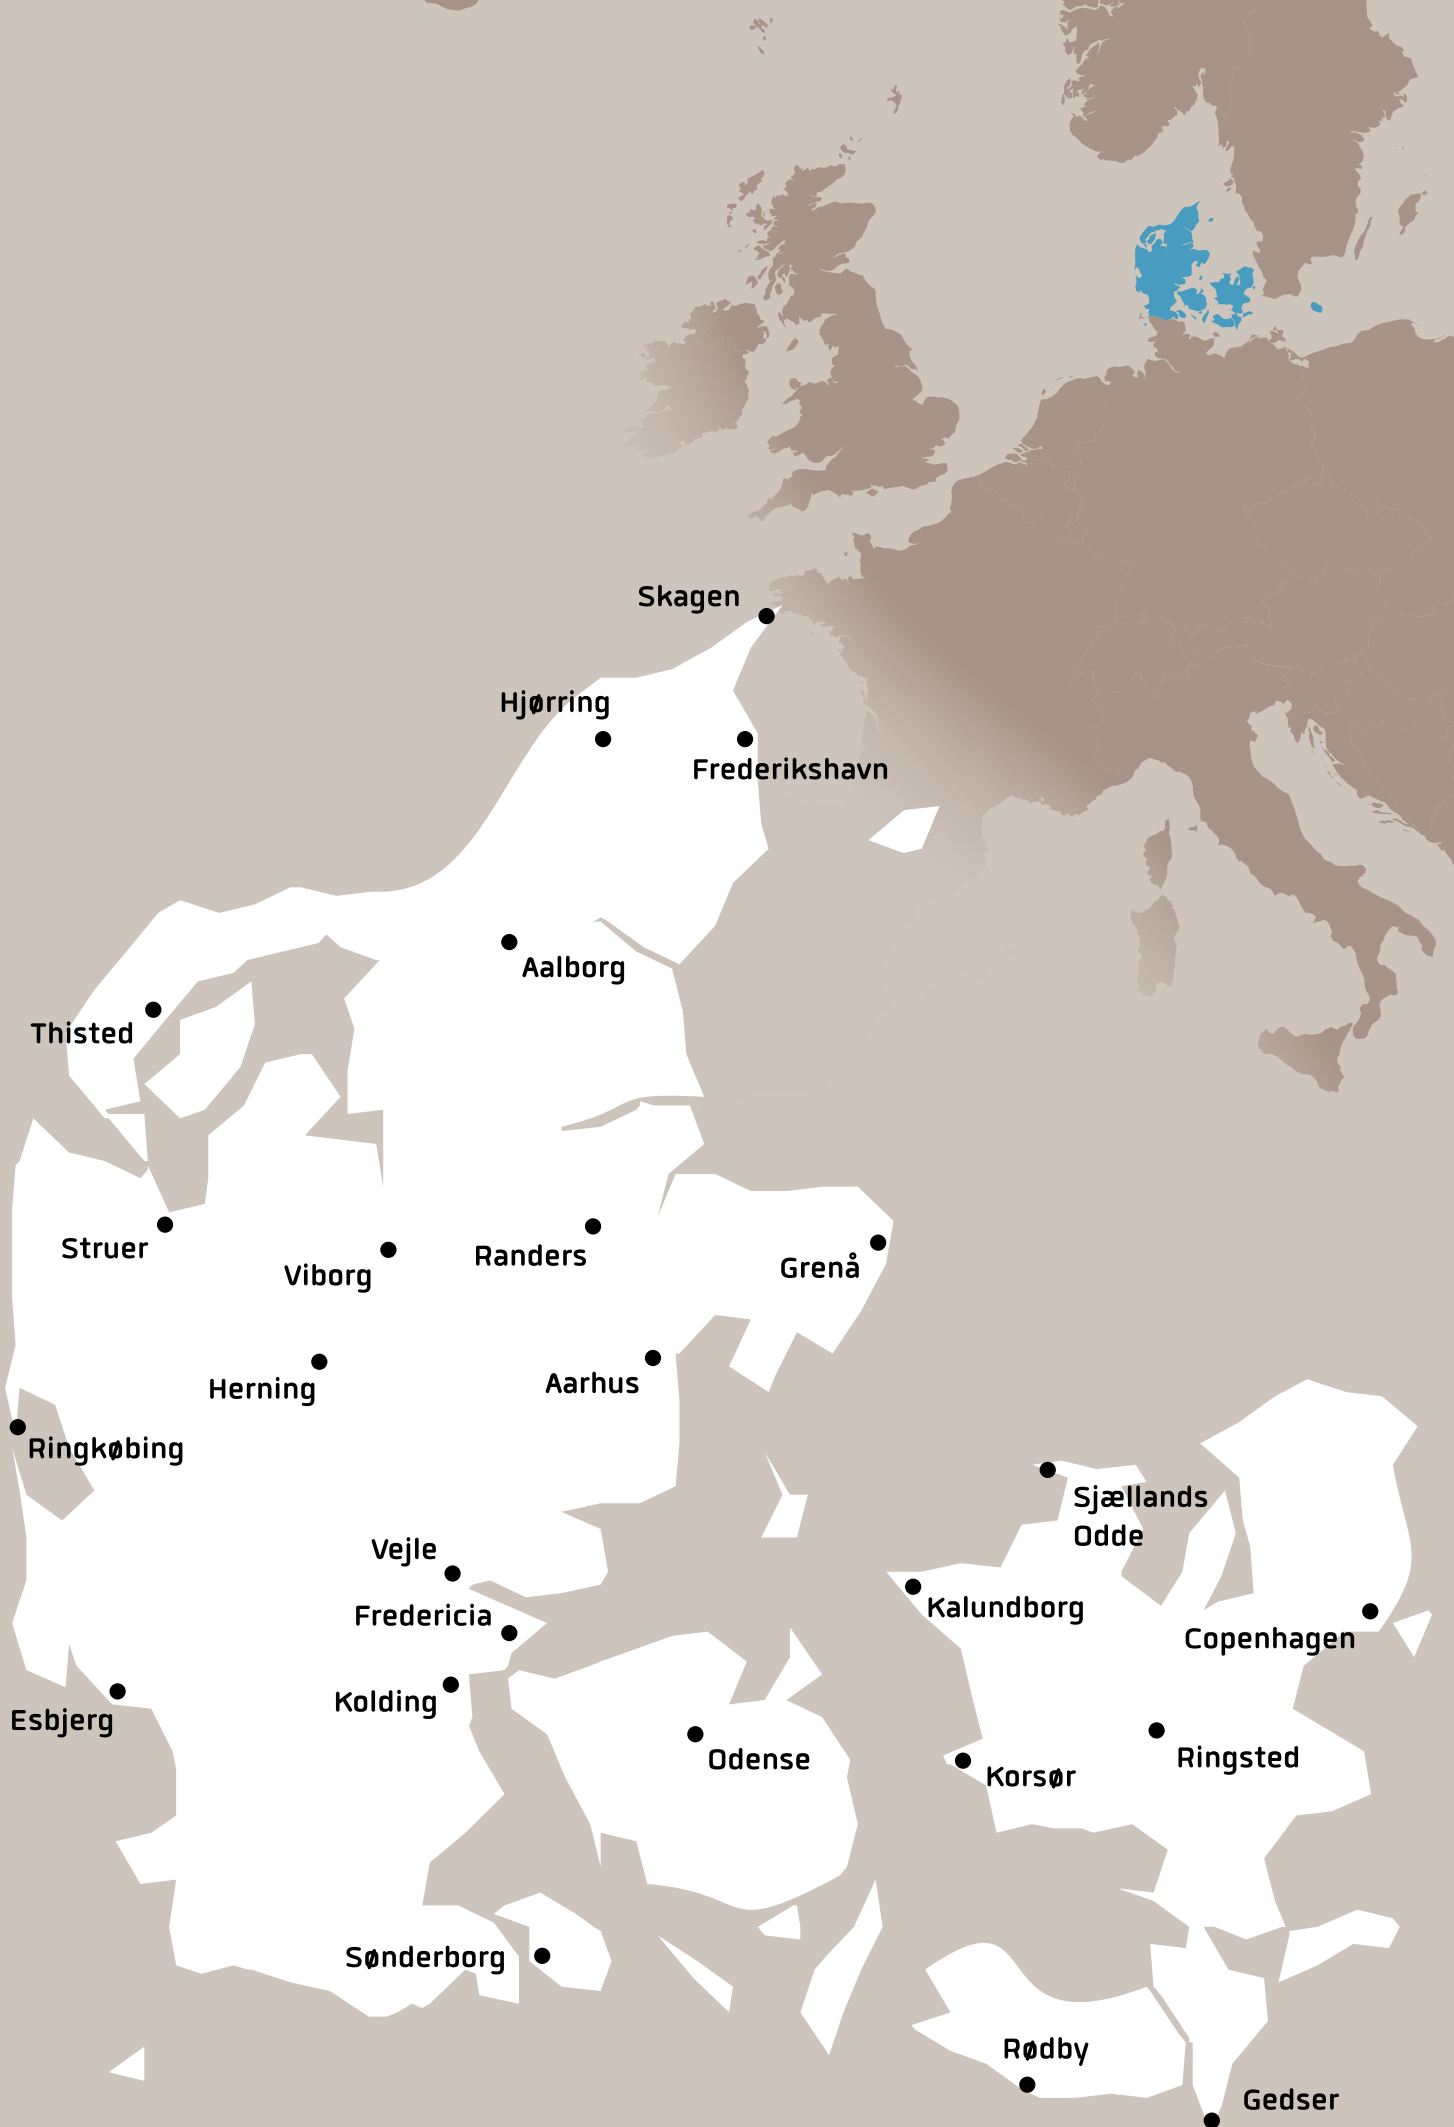 Skagen
Hjørring
Frederikshavn
Aalborg
Thisted
Struer
Viborg
Randers
Grenå
Herning
Aarhus
Ringkøbing
Sjællands
Odde
Vejle
Fredericia
Kalundborg
Copenhagen
Kolding
Esbjerg
Odense
Ringsted
Korsør
Sønderborg
Rødby
Gedser